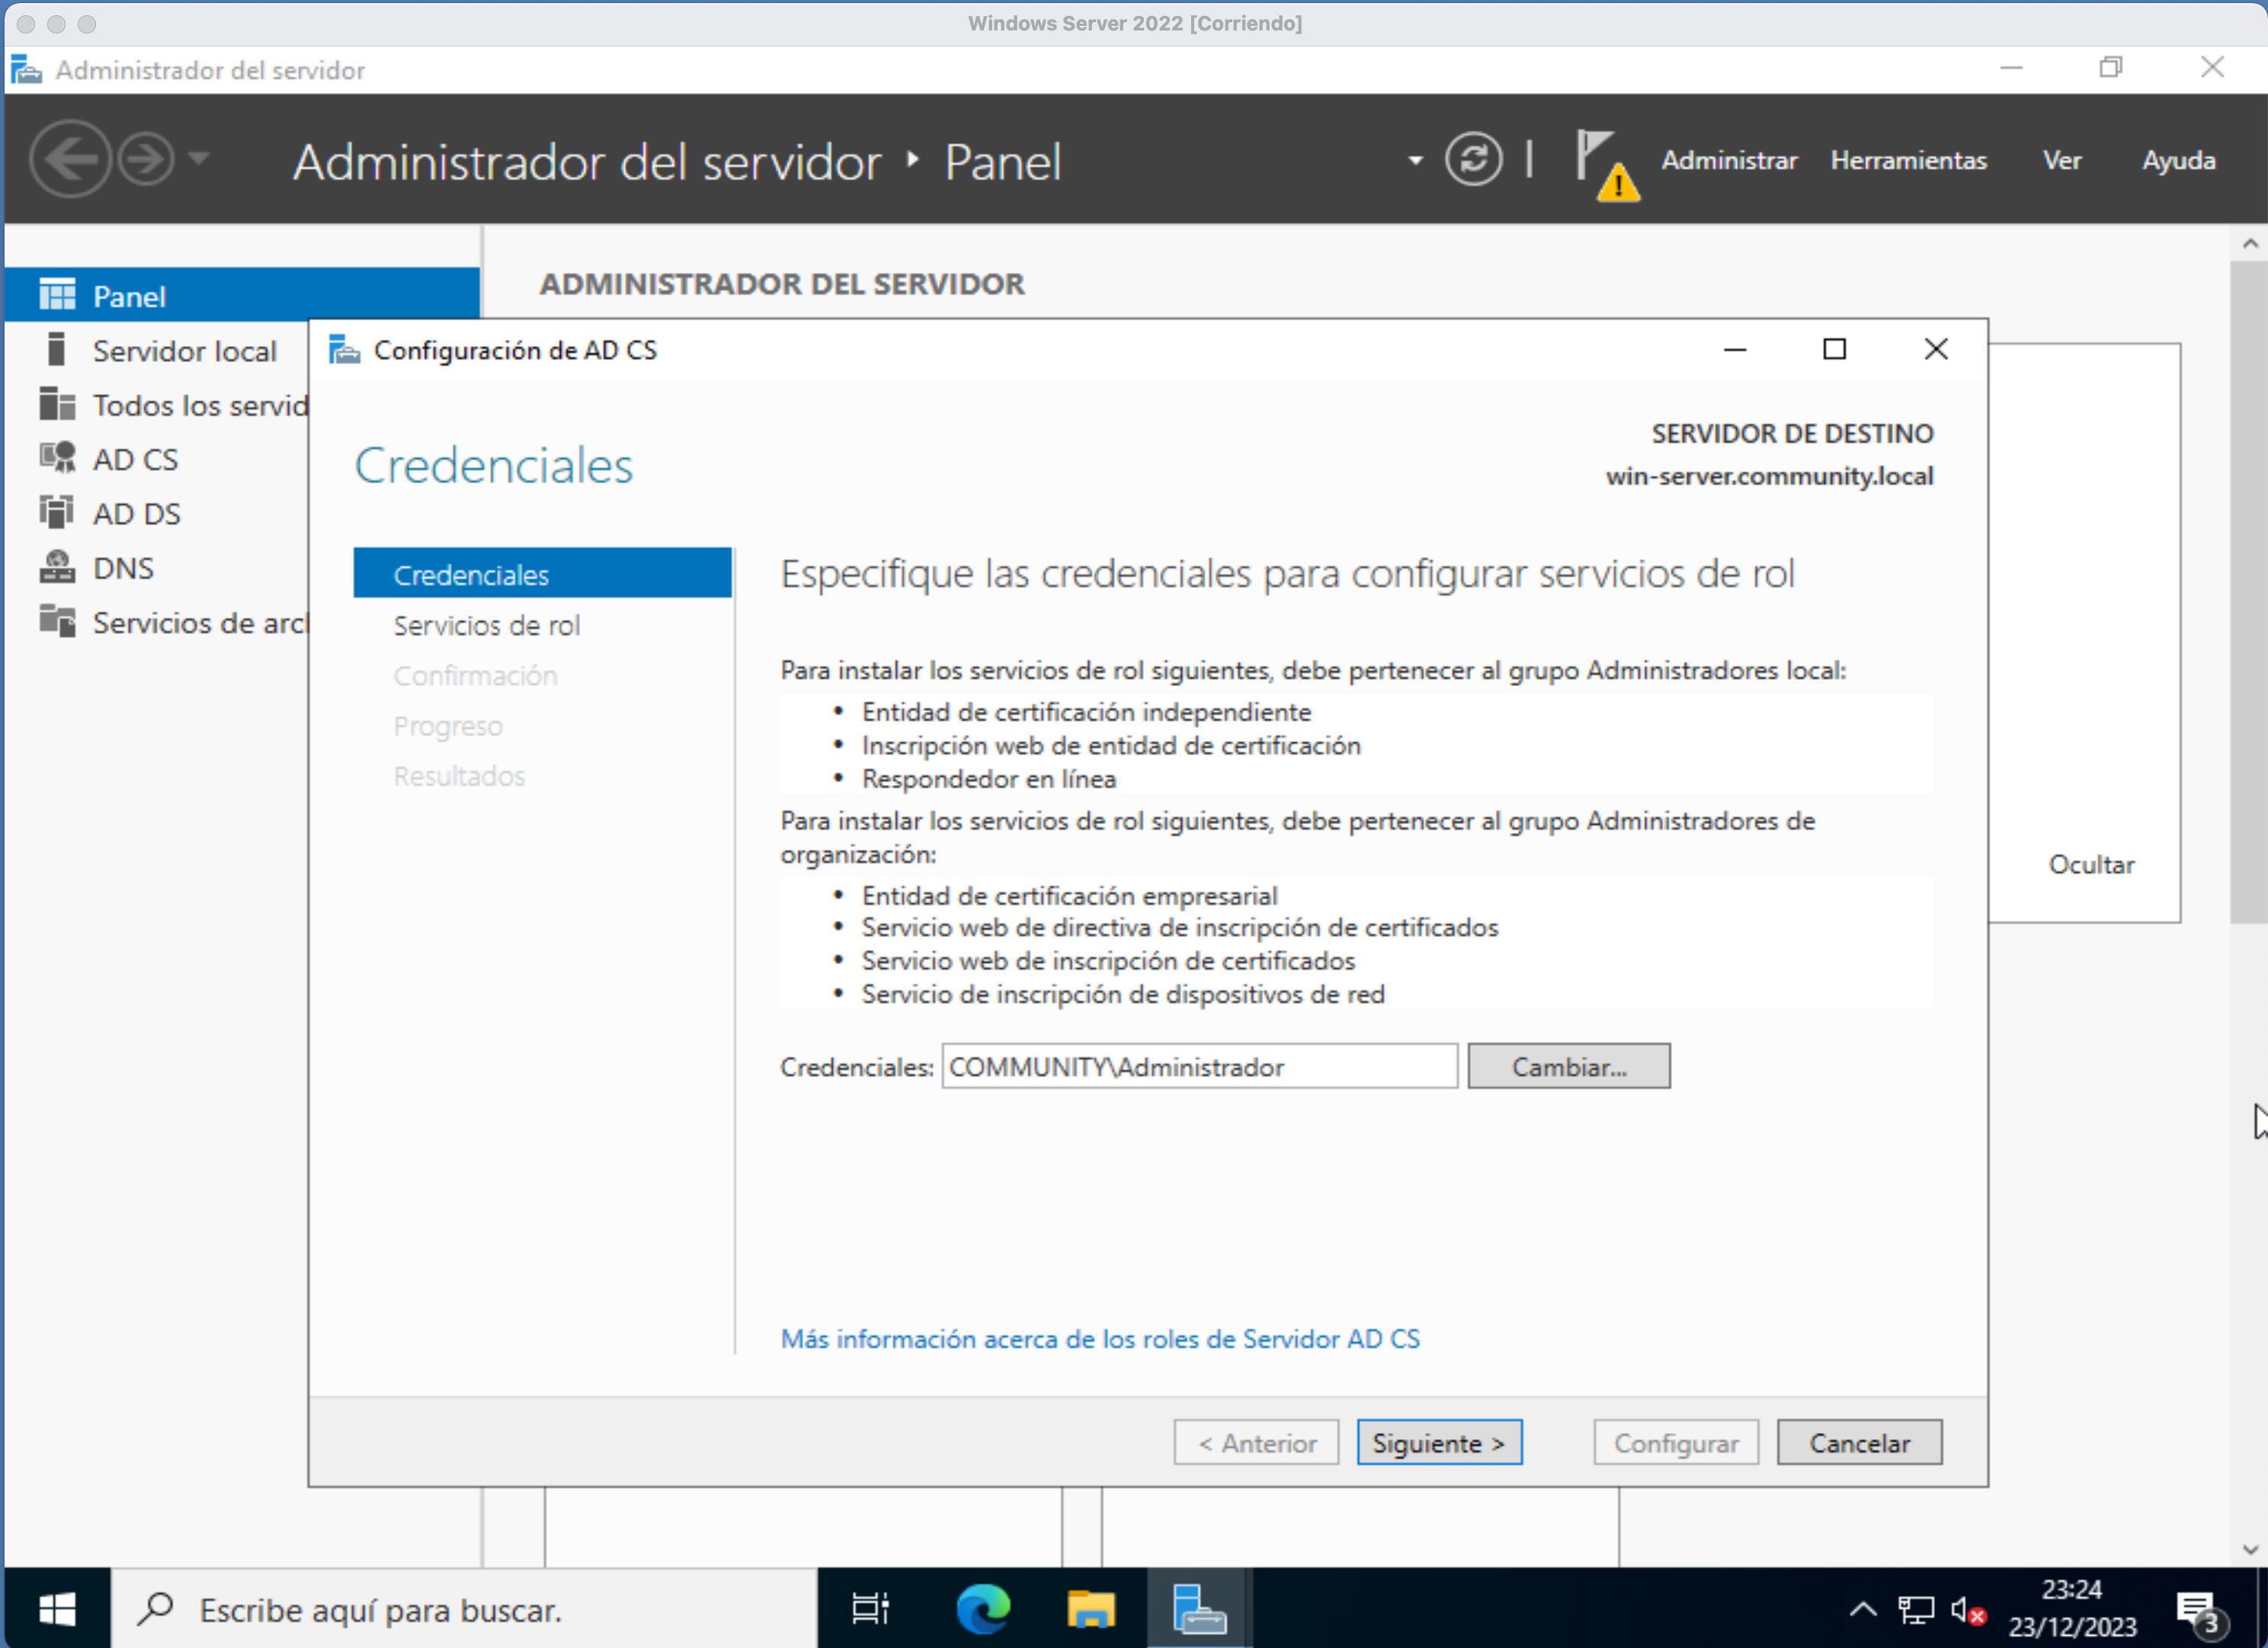 Windows Server 2022 [Corriendo]
Administrador del servidor
Administrador del servidor ‣ Panel
Administrar Herramientas Ver Ayuda
Panel
Servidor local
Todos los servid
AD CS
AD DS
DNS
Servicios de arcl
ADMINISTRADOR DEL SERVIDOR
Configuración de AD CS
Credenciales
SERVIDOR DE DESTINO
win-server.community.local
Credenciales
Servicios de rol
Confirmación
Progreso
Resultados
Especifique las credenciales para configurar servicios de rol
Para instalar los servicios de rol siguientes, debe pertenecer al grupo Administradores local:
• Entidad de certificación independiente
• Inscripción web de entidad de certificación
• Respondedor en línea
Para instalar los servicios de rol siguientes, debe pertenecer al grupo Administradores de
organización:
• Entidad de certificación empresarial
• Servicio web de directiva de inscripción de certificados
• Servicio web de inscripción de certificados
• Servicio de inscripción de dispositivos de red
Credenciales: COMMUNITY\Administrador Cambiar...
Más información acerca de los roles de Servidor AD CS
< Anterior Siguiente > Configurar Cancelar
Ocultar
Escribe aquí para buscar.
23:24
23/12/2023
3